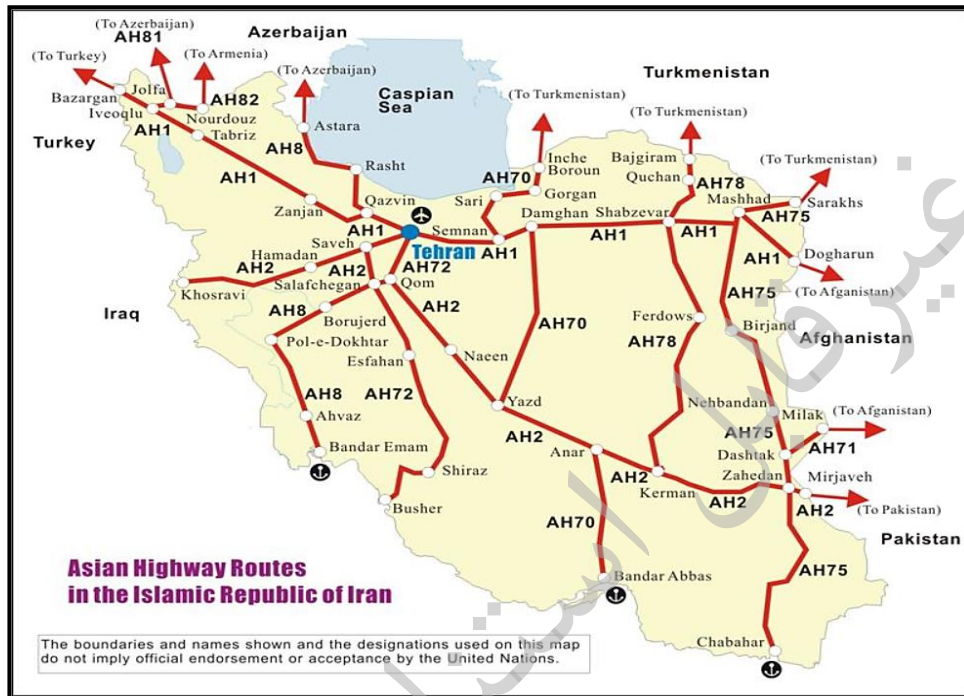 (To Azerbaijan)
AH81
Azerbaijan
(To Turkey)
(To Armenia)
(To Azerbaijan)
Turkmenistan
Jolfa
AH82
Caspian
Sea
(To Turkmenistan)
(To Turkmenistan)
Bazargan
Iveoqlu
Nourdouz
AH1
Tabriz
Astara
AH8
Turkey
Inche
Boroun
Bajgiram
(To Turkmenistan)
Rasht
AH70
Quchan
AH78
AH1
Sari
Gorgan
Mashhad
Sarakhs
Zanjan
Qazvin
Damghan
Shabzevar
AH75
AH1
Semnan
AH1
AH1
AH1
AH1
Saveh
Tehran
Dogharun
Hamadan
AH2
AH2
AH72
Salafchegan
Qom
AH75
(To Afganistan)
Khosravi
AH2
Iraq
AH8
AH70
Ferdows
Birjand
Borujerd
AH78
Afghanistan
Pol-e-Dokhtar
Naeen
Esfahan
AH8
AH72
Yazd
Nehbandan
Milak
(To Afganistan)
Ahvaz
AH2
AH75
AH71
Bandar Emam
Anar
Dashtak
Shiraz
AH2
Zahedan
Mirjaveh
Kerman
AH2
AH2
Busher
(To Pakistan)
AH70
Pakistan
Asian Highway Routes
in the Islamic Republic of Iran
Bandar Abbas
AH75
Chabahar
The boundaries and names shown and the designations used on this map
do not imply official endorsement or acceptance by the United Nations.
غیر قابل استناد